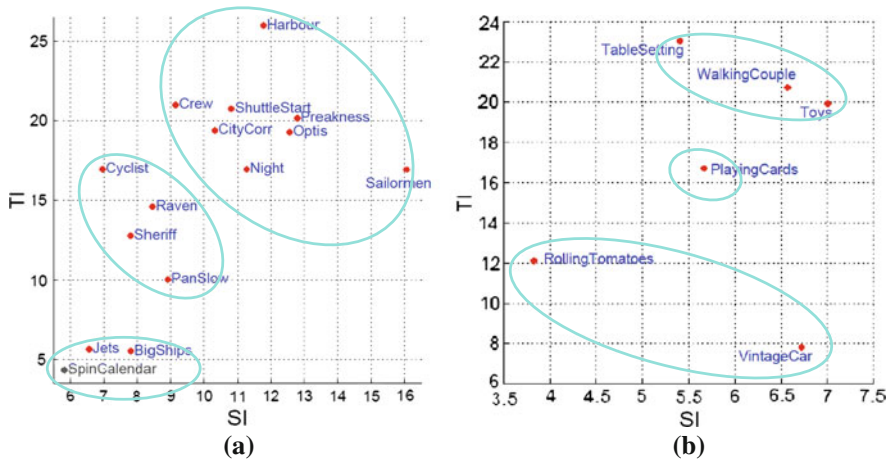 25
20
15
10
5
TI
Harbour
Crew
ShuttleStart
Preakness
CityCorr
Optis
Cyclist
Night
Sailormen
Raven
Sheriff
PanSlow
Jets
BigShips
SpinCalendar
6 7 8 9 10 11 12 13 14 15 16
SI
(a)
24
22
20
18
16
14
12
10
8
6
TI
TableSetting
WalkingCouple
Toys
PlayingCards
RollingTomatoes
VintageCar
3.5 4 4.5 5 5.5 6 6.5 7 7.5
SI
(b)